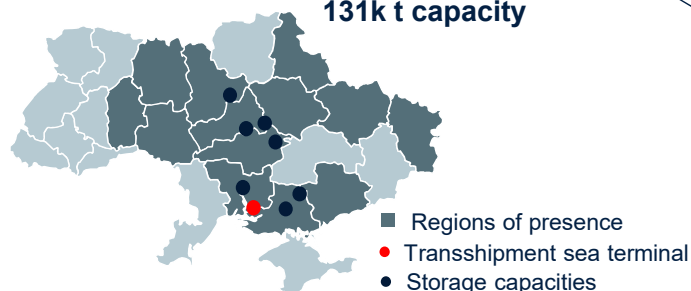 131k t capacity
Regions of presence
Transshipment sea terminal
Storage capacities